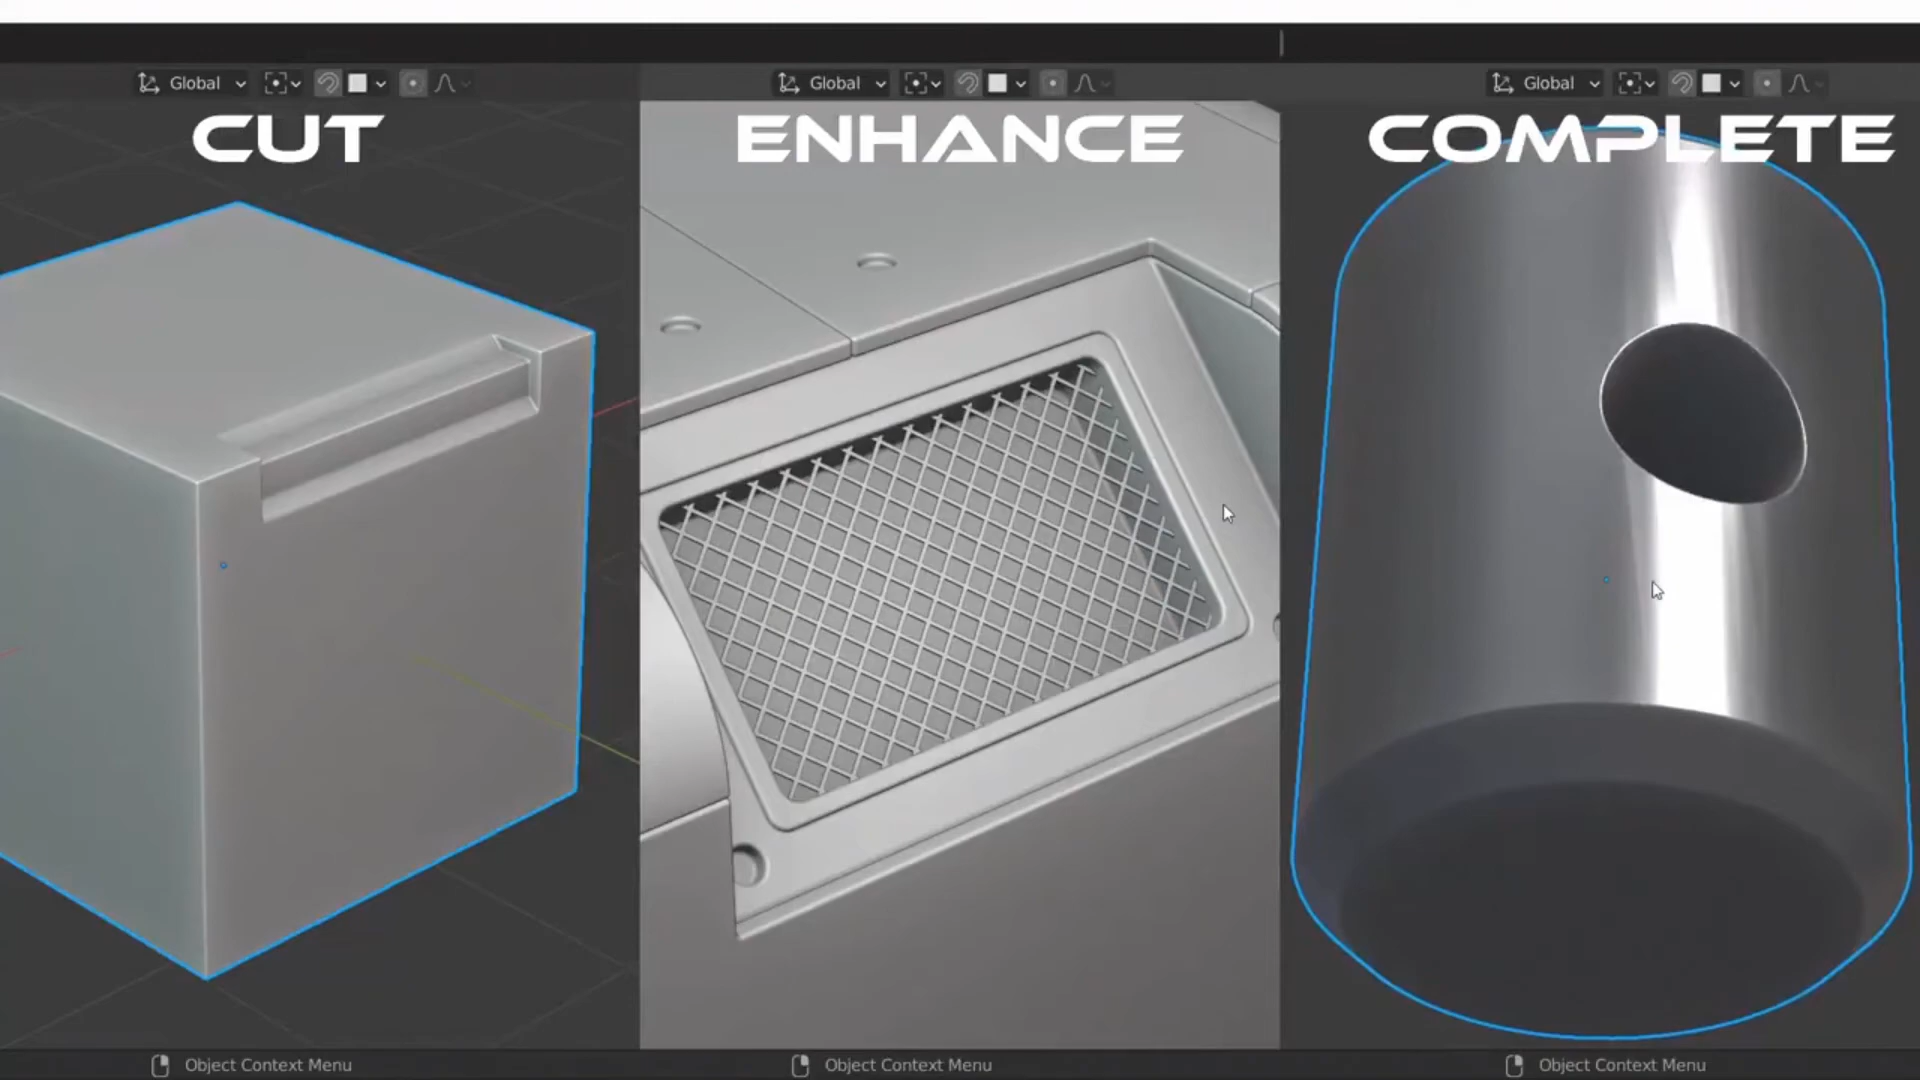 Global
Global
Global
CUT
ENHANCE
COMPLETE
Object Context Menu
Object Context Menu
Object Context Menu